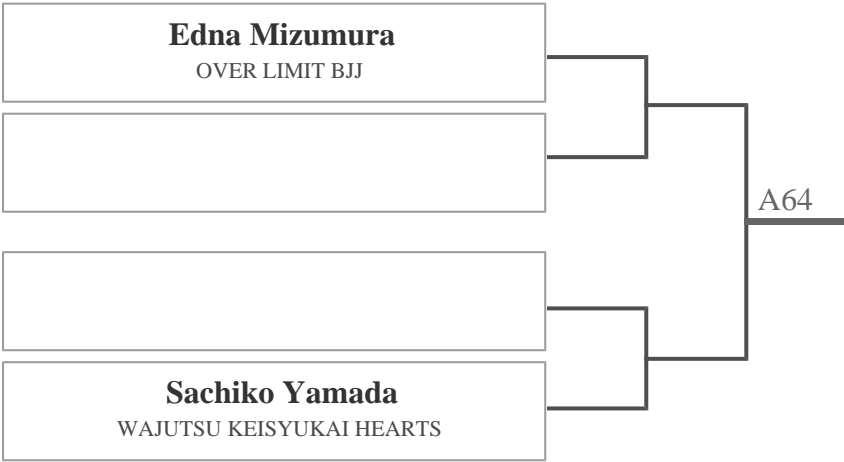 Edna Mizumura
OVER LIMIT BJJ
A64
Sachiko Yamada
WAJUTSU KEISYUKAI HEARTS